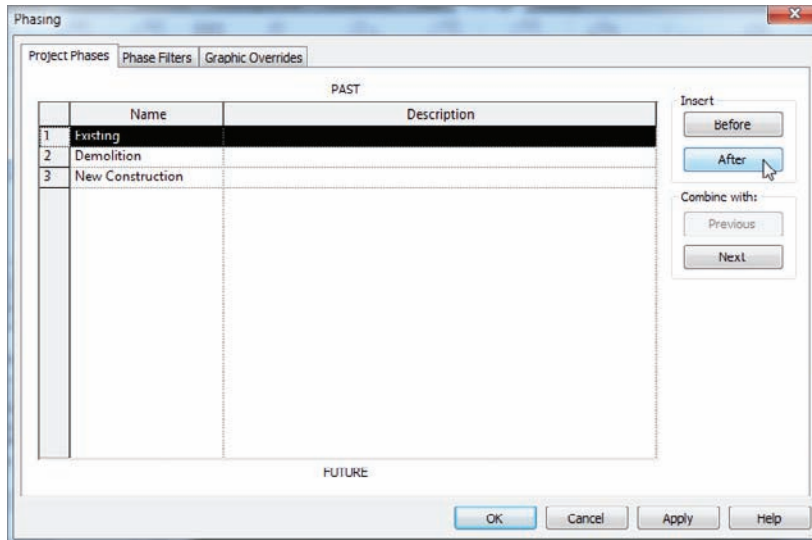 Phasing
Project Phases Phase Filters Graphic Overrides
PAST
Name Description
1 Existing
2 Demolition
3 New Construction
FUTURE
Insert
Before
After
Combine with:
Previous
Next
OK Cancel Apply Help